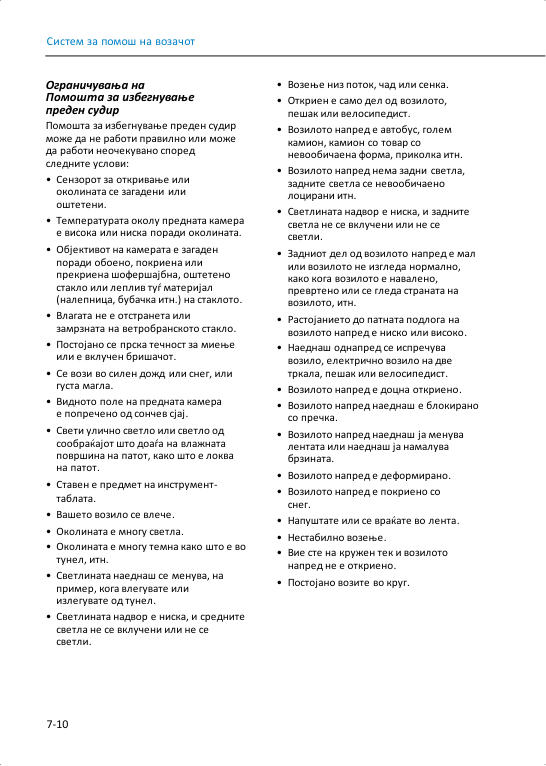 Систем за помош на возачот
Ограничувања на
Помошта за избегнување
преден судир
Помошта за избегнување преден судир
може да не работи правилно или може
да работи неочекувано според
следните услови:
• Сензорот за откривање или
околината се загадени или
оштетени.
• Температурата околу предната камера
е висока или ниска поради околината.
• Објективот на камерата е загаден
поради обоено, покриена или
прекриена шофершајбна, оштетено
стакло или леплив туѓ материјал
(налепница, бубачка итн.) на стаклото.
• Влагата не е отстранета или
замрзната на ветробранското стакло.
• Постојано се прска течност за миење
или е вклучен бришачот.
• Се вози во силен дожд или снег, или
густа магла.
• Видното поле на предната камера
е попречено од сончев сјај.
• Свети улично светло или светло од
сообраќајот што доаѓа на влажната
површина на патот, како што е локва
на патот.
• Ставен е предмет на инструмент-
таблата.
• Вашето возило се влече.
• Околината е многу светла.
• Околината е многу темна како што е во
тунел, итн.
• Светлината наеднаш се менува, на
пример, кога влегувате или
излегувате од тунел.
• Светлината надвор е ниска, и средните
светла не се вклучени или не се
светли.
• Возење низ поток, чад или сенка.
• Откриен е само дел од возилото,
пешак или велосипедист.
• Возилото напред е автобус, голем
камион, камион со товар со
невообичаена форма, приколка итн.
• Возилото напред нема задни светла,
задните светла се невообичаено
лоцирани итн.
• Светлината надвор е ниска, и задните
светла не се вклучени или не се
светли.
• Задниот дел од возилото напред е мал
или возилото не изгледа нормално,
како кога возилото е навалено,
превртено или се гледа страната на
возилото, итн.
• Растојанието до патната подлога на
возилото напред е ниско или високо.
• Наеднаш однапред се испречува
возило, електрично возило на две
тркала, пешак или велосипедист.
• Возилото напред е доцна откриено.
• Возилото напред наеднаш е блокирано
со пречка.
• Возилото напред наеднаш ја менува
лентата или наеднаш ја намалува
брзината.
• Возилото напред е деформирано.
• Возилото напред е покриено со
снег.
• Напуштате или се враќате во лента.
• Нестабилно возење.
• Вие сте на кружен тек и возилото
напред не е откриено.
• Постојано возите во круг.
7-10